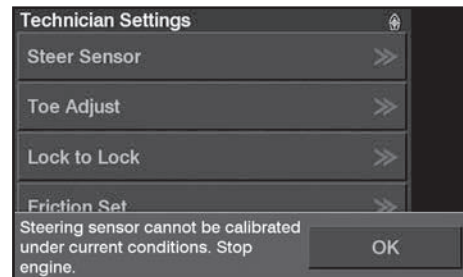 Technician Settings
Steer Sensor
Toe Adjust
Lock to Lock
Friction Set
Steering sensor cannot be calibrated
under current conditions. Stop
engine.
OK